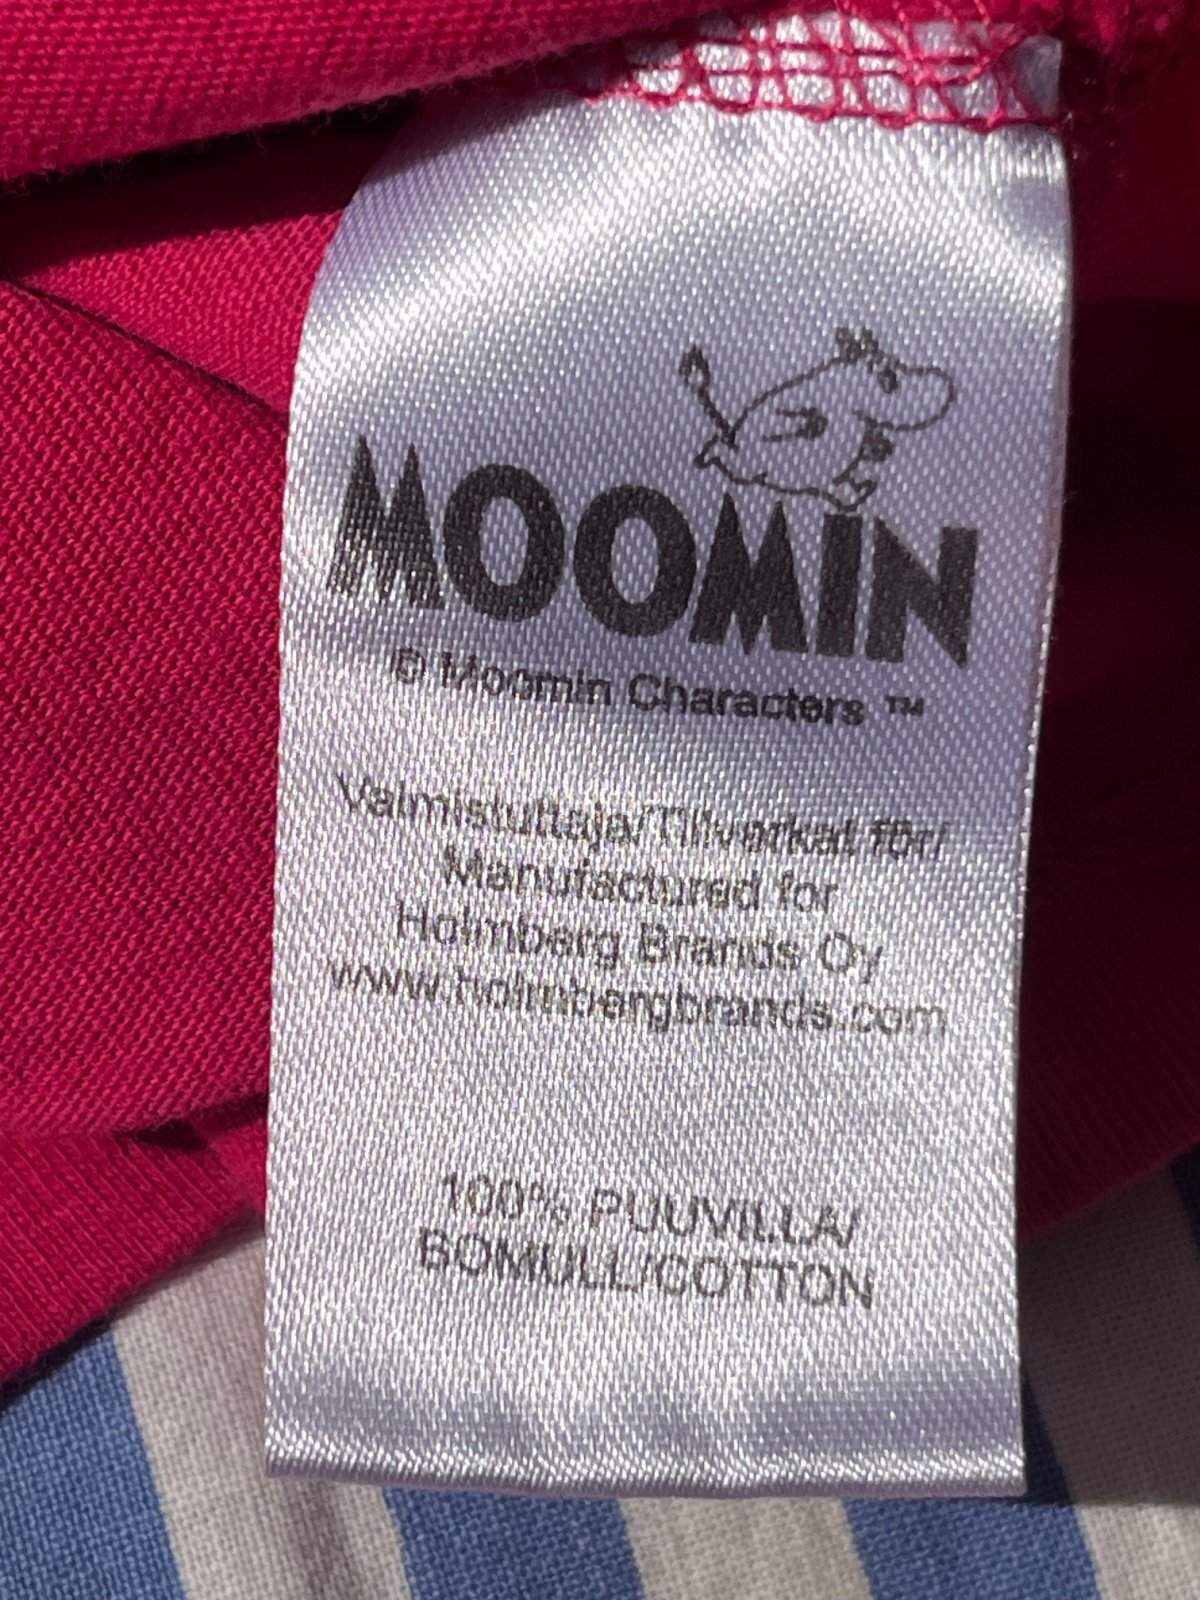 MOOMIN
© Moomin Characters ™
Valmistuttaja/Tillverkat för/
Manufactured for
Holmberg Brands Oy
www.holmbergbrands.com
100% PUUVILLA/
BOMULL/COTTON